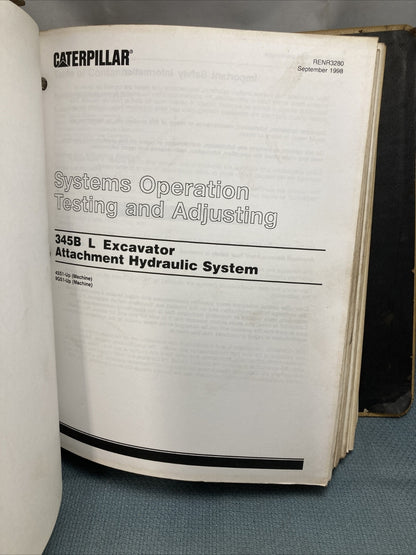 CATERPILLAR®
RENR3280
September 1998
Systems Operation
Testing and Adjusting
345B L Excavator
Attachment Hydraulic System
4SS1-Up (Machine)
9GS1-Up (Machine)